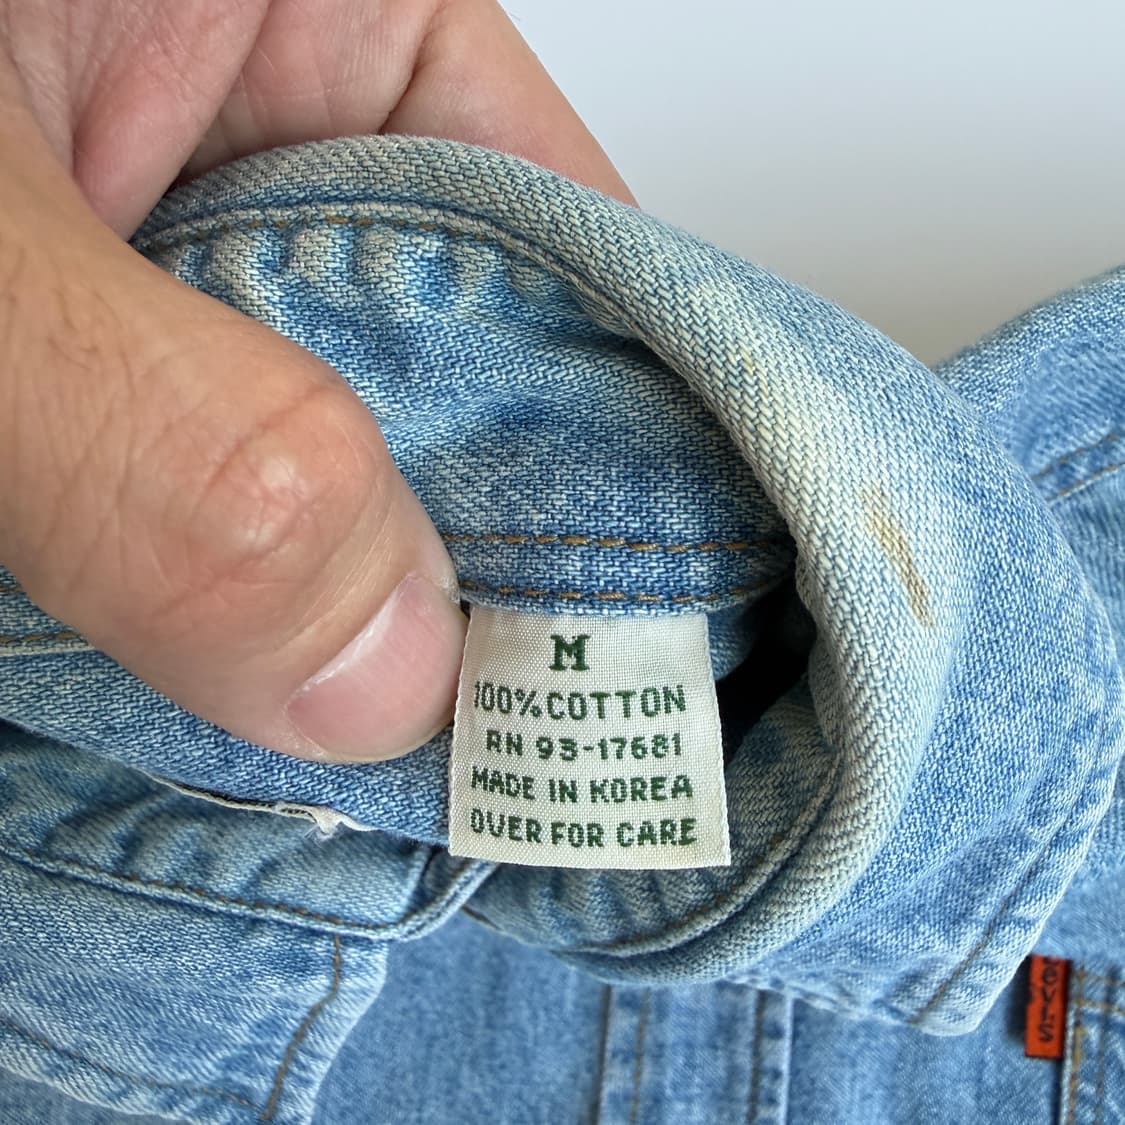 M
100% COTTON
RN 93-17681
MADE IN KOREA
OVER FOR CARE